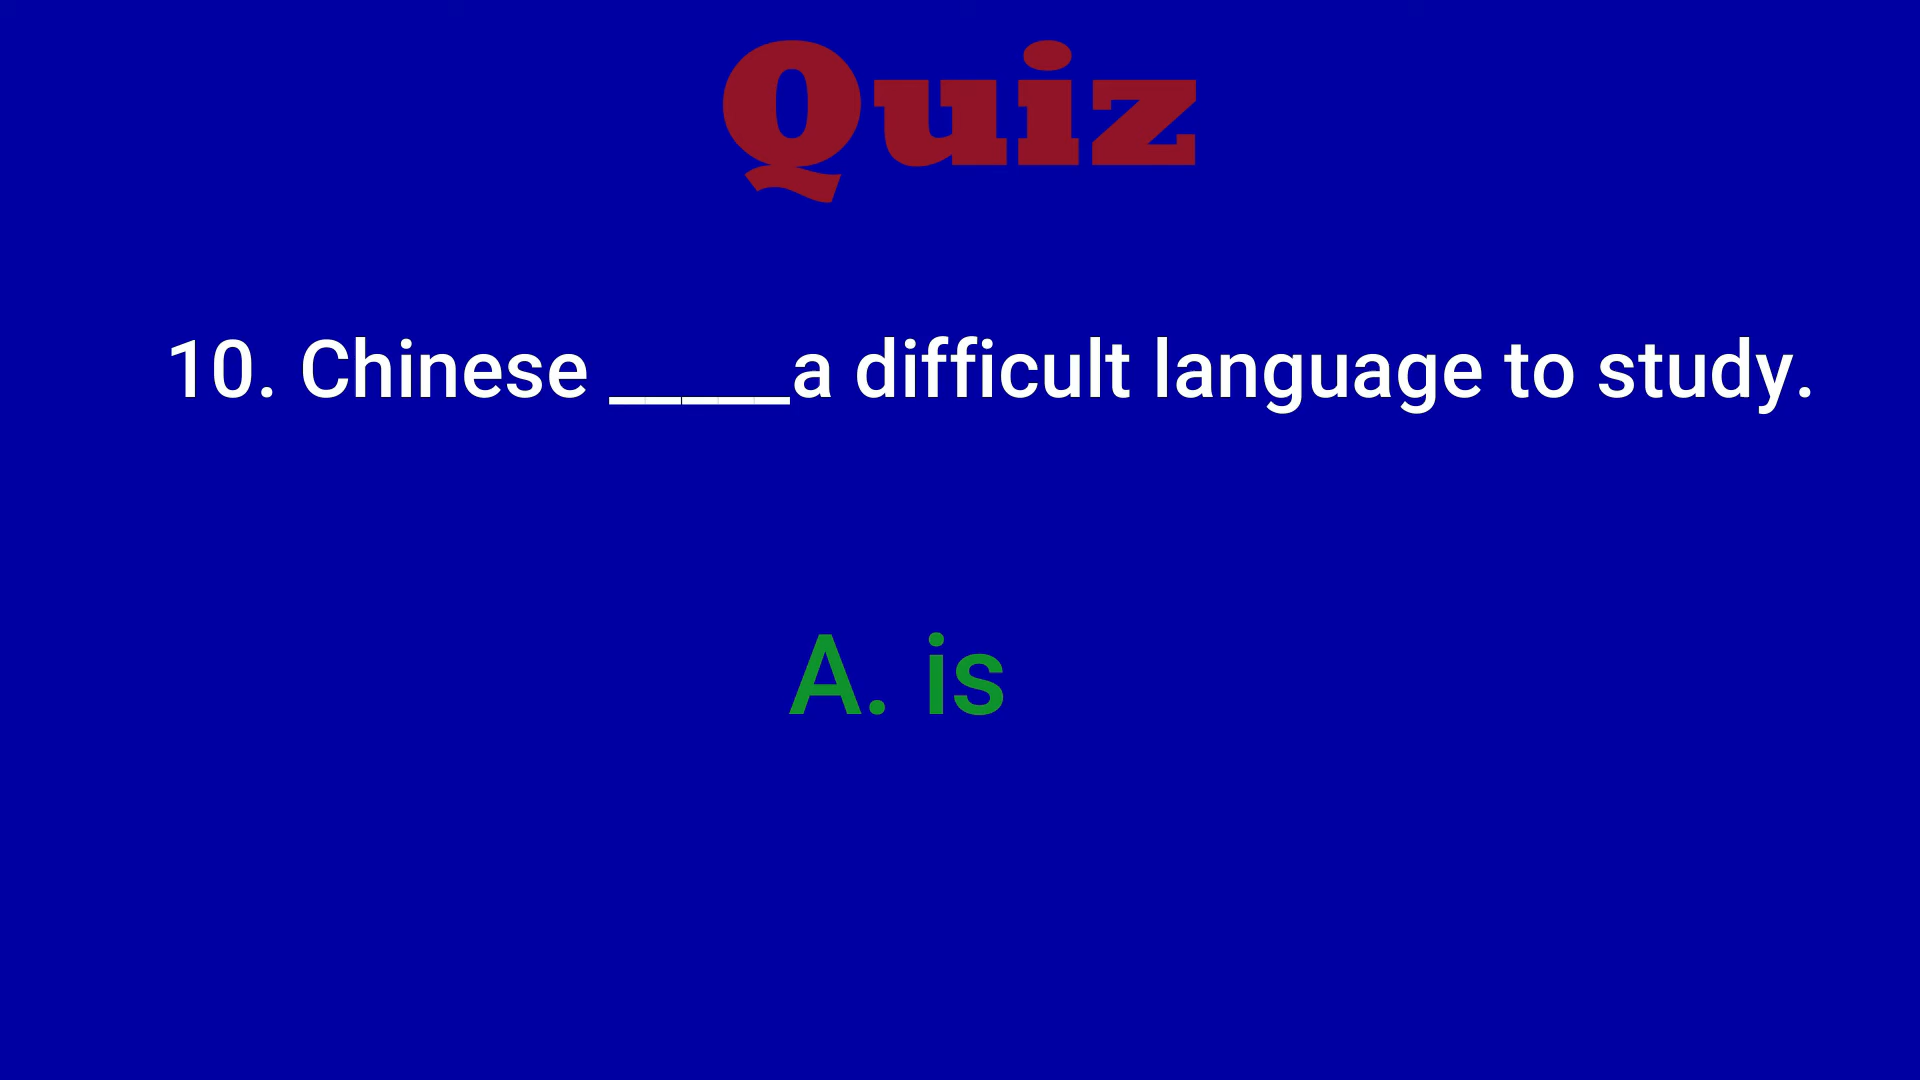 Quiz
10. Chinese _____a difficult language to study.
A. is